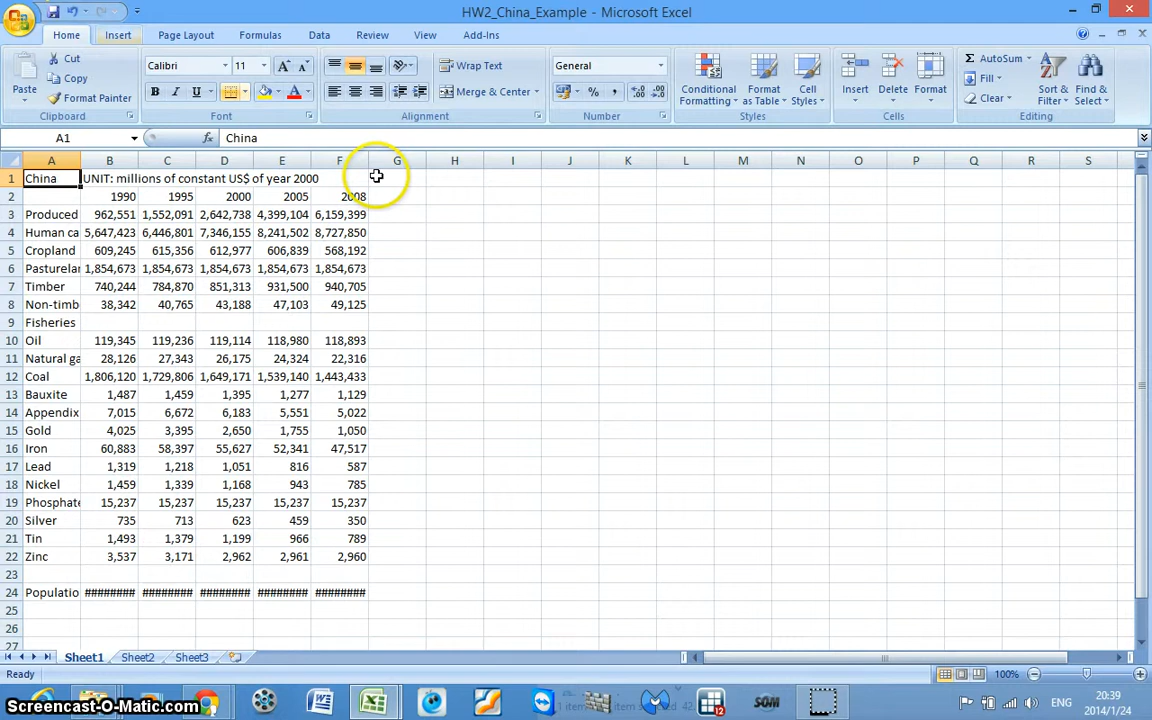 HW2_China_Example - Microsoft Excel
Home Insert Page Layout Formulas Data Review View Add-Ins
Paste
Cut
Copy
Format Painter
Clipboard
Calibri 11
B I U
Font
Wrap Text
Merge & Center
Alignment
General
$ % ,
Number
Conditional Formatting
Format as Table
Cell Styles
Styles
Insert Delete Format
Cells
AutoSum
Fill
Clear
Sort & Filter
Find & Select
Editing
A1 fx China
A B C D E F G H I J K L M N O P Q R S
1 China UNIT: millions of constant US$ of year 2000
2 1990 1995 2000 2005 2008
3 Produced 962,551 1,552,091 2,642,738 4,399,104 6,159,399
4 Human ca 5,647,423 6,446,801 7,346,155 8,241,502 8,727,850
5 Cropland 609,245 615,356 612,977 606,839 568,192
6 Pasturelar 1,854,673 1,854,673 1,854,673 1,854,673 1,854,673
7 Timber 740,244 784,870 851,313 931,500 940,705
8 Non-timb 38,342 40,765 43,188 47,103 49,125
9 Fisheries
10 Oil 119,345 119,236 119,114 118,980 118,893
11 Natural ga 28,126 27,343 26,175 24,324 22,316
12 Coal 1,806,120 1,729,806 1,649,171 1,539,140 1,443,433
13 Bauxite 1,487 1,459 1,395 1,277 1,129
14 Appendix 7,015 6,672 6,183 5,551 5,022
15 Gold 4,025 3,395 2,650 1,755 1,050
16 Iron 60,883 58,397 55,627 52,341 47,517
17 Lead 1,319 1,218 1,051 816 587
18 Nickel 1,459 1,339 1,168 943 785
19 Phosphate 15,237 15,237 15,237 15,237 15,237
20 Silver 735 713 623 459 350
21 Tin 1,493 1,379 1,199 966 789
22 Zinc 3,537 3,171 2,962 2,961 2,960
23
24 Populatio ######## ######## ######## ######## ########
25
26
27
Sheet1 Sheet2 Sheet3
Ready 100%
Screencast-O-Matic.com
12
SOM
ENG
20:39
2014/1/24